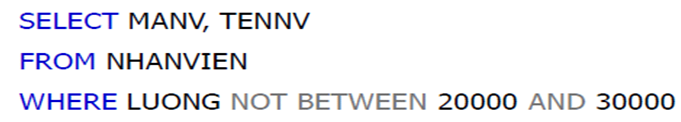 SELECT MANV, TENNV
FROM NHANVIEN
WHERE LUONG NOT BETWEEN 20000 AND 30000